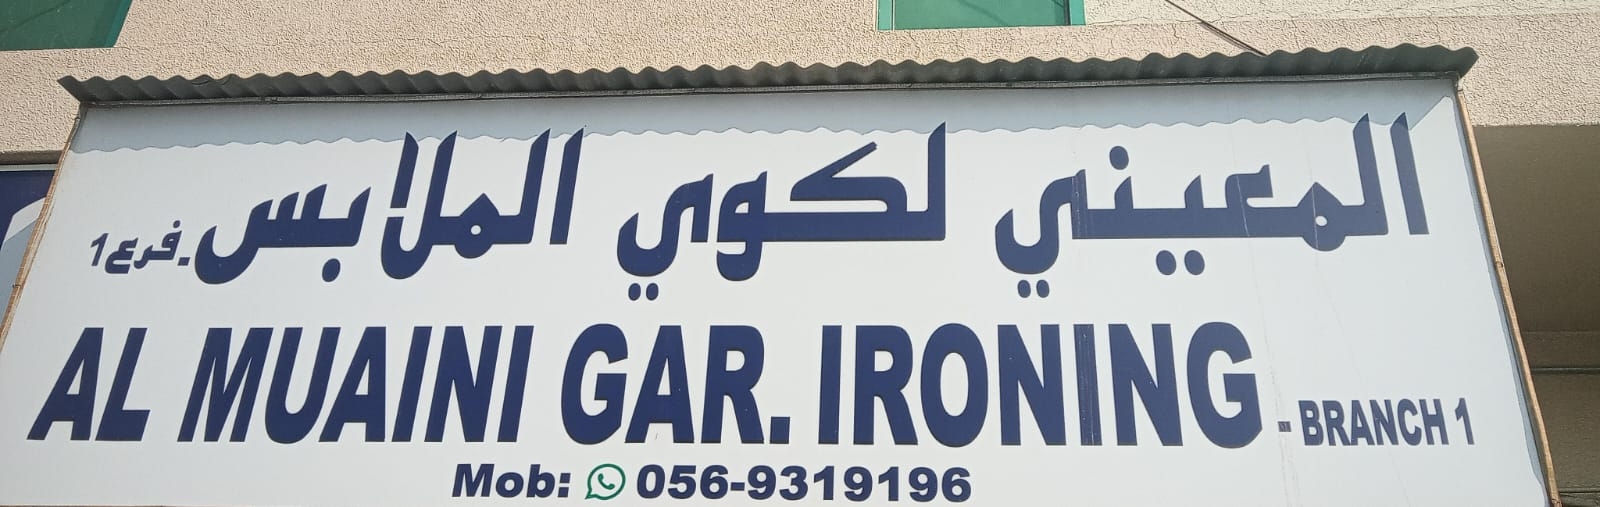 المعيني لكوي الملابس. فرع 1
AL MUAINI GAR. IRONING - BRANCH 1
Mob: 056-9319196